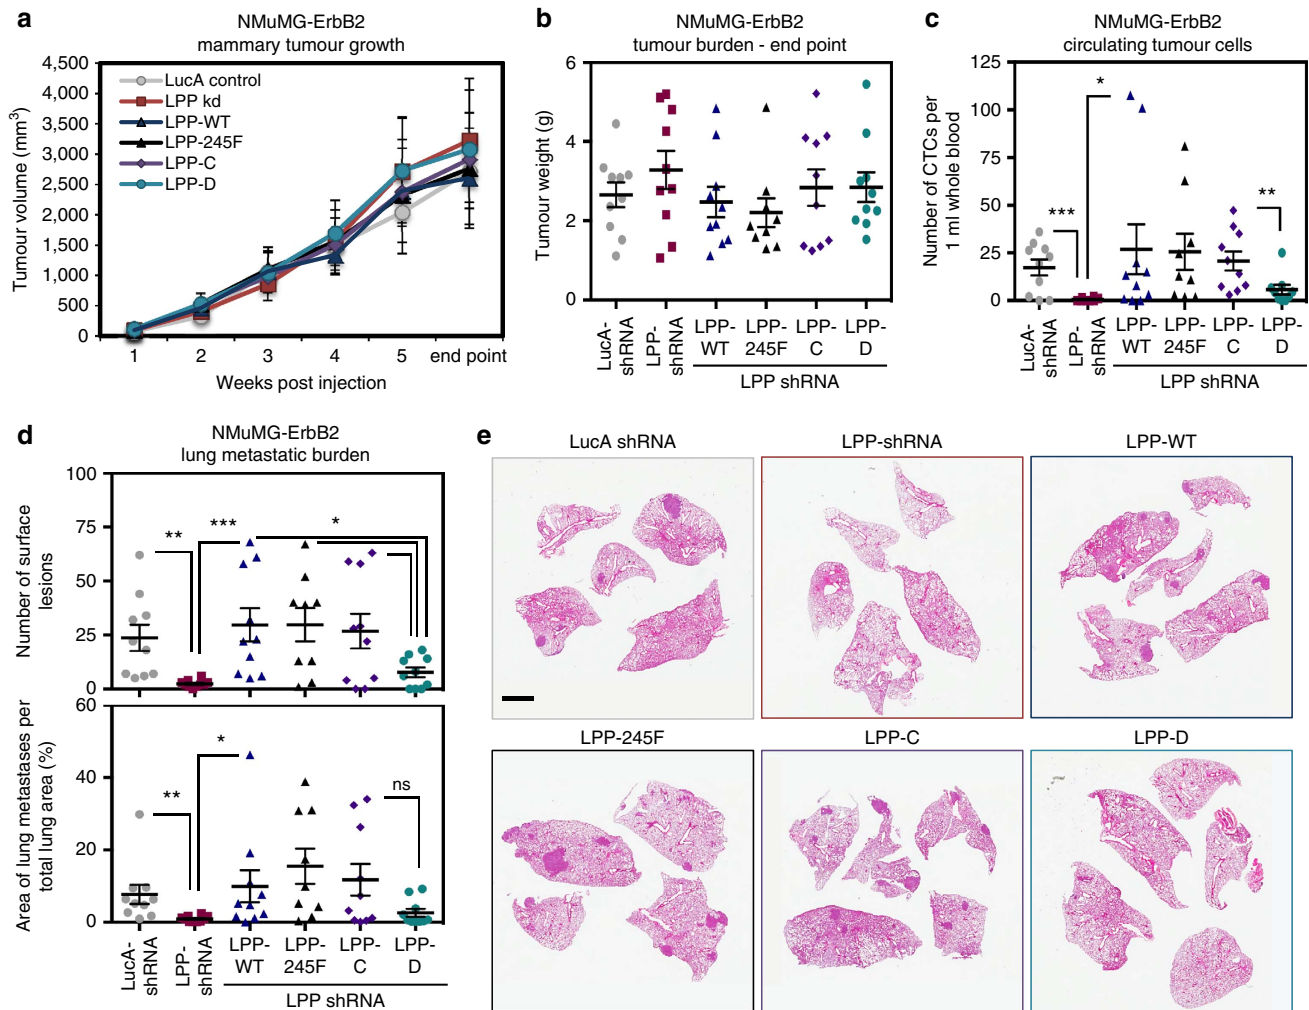 a
NMuMG-ErbB2
mammary tumour growth
4,500
4,000
3,500
3,000
2,500
2,000
1,500
1,000
500
0
Tumour volume (mm³)
LucA control
LPP kd
LPP-WT
LPP-245F
LPP-C
LPP-D
1 2 3 4 5 end point
Weeks post injection
b
NMuMG-ErbB2
tumour burden - end point
6
4
2
0
Tumour weight (g)
LucA-
shRNA
LPP-
shRNA
LPP-
WT
LPP-
245F
LPP-
C
LPP-
D
LPP shRNA
c
NMuMG-ErbB2
circulating tumour cells
125
100
75
50
25
0
Number of CTCs per
1 ml whole blood
***
*
**
LucA-
shRNA
LPP-
shRNA
LPP-
WT
LPP-
245F
LPP-
C
LPP-
D
LPP shRNA
d
NMuMG-ErbB2
lung metastatic burden
100
75
50
25
0
Number of surface
lesions
**
***
*
60
40
20
0
Area of lung metastases per
total lung area (%)
**
*
ns
LucA-
shRNA
LPP-
shRNA
LPP-
WT
LPP-
245F
LPP-
C
LPP-
D
LPP shRNA
e
LucA shRNA
LPP-shRNA
LPP-WT
LPP-245F
LPP-C
LPP-D